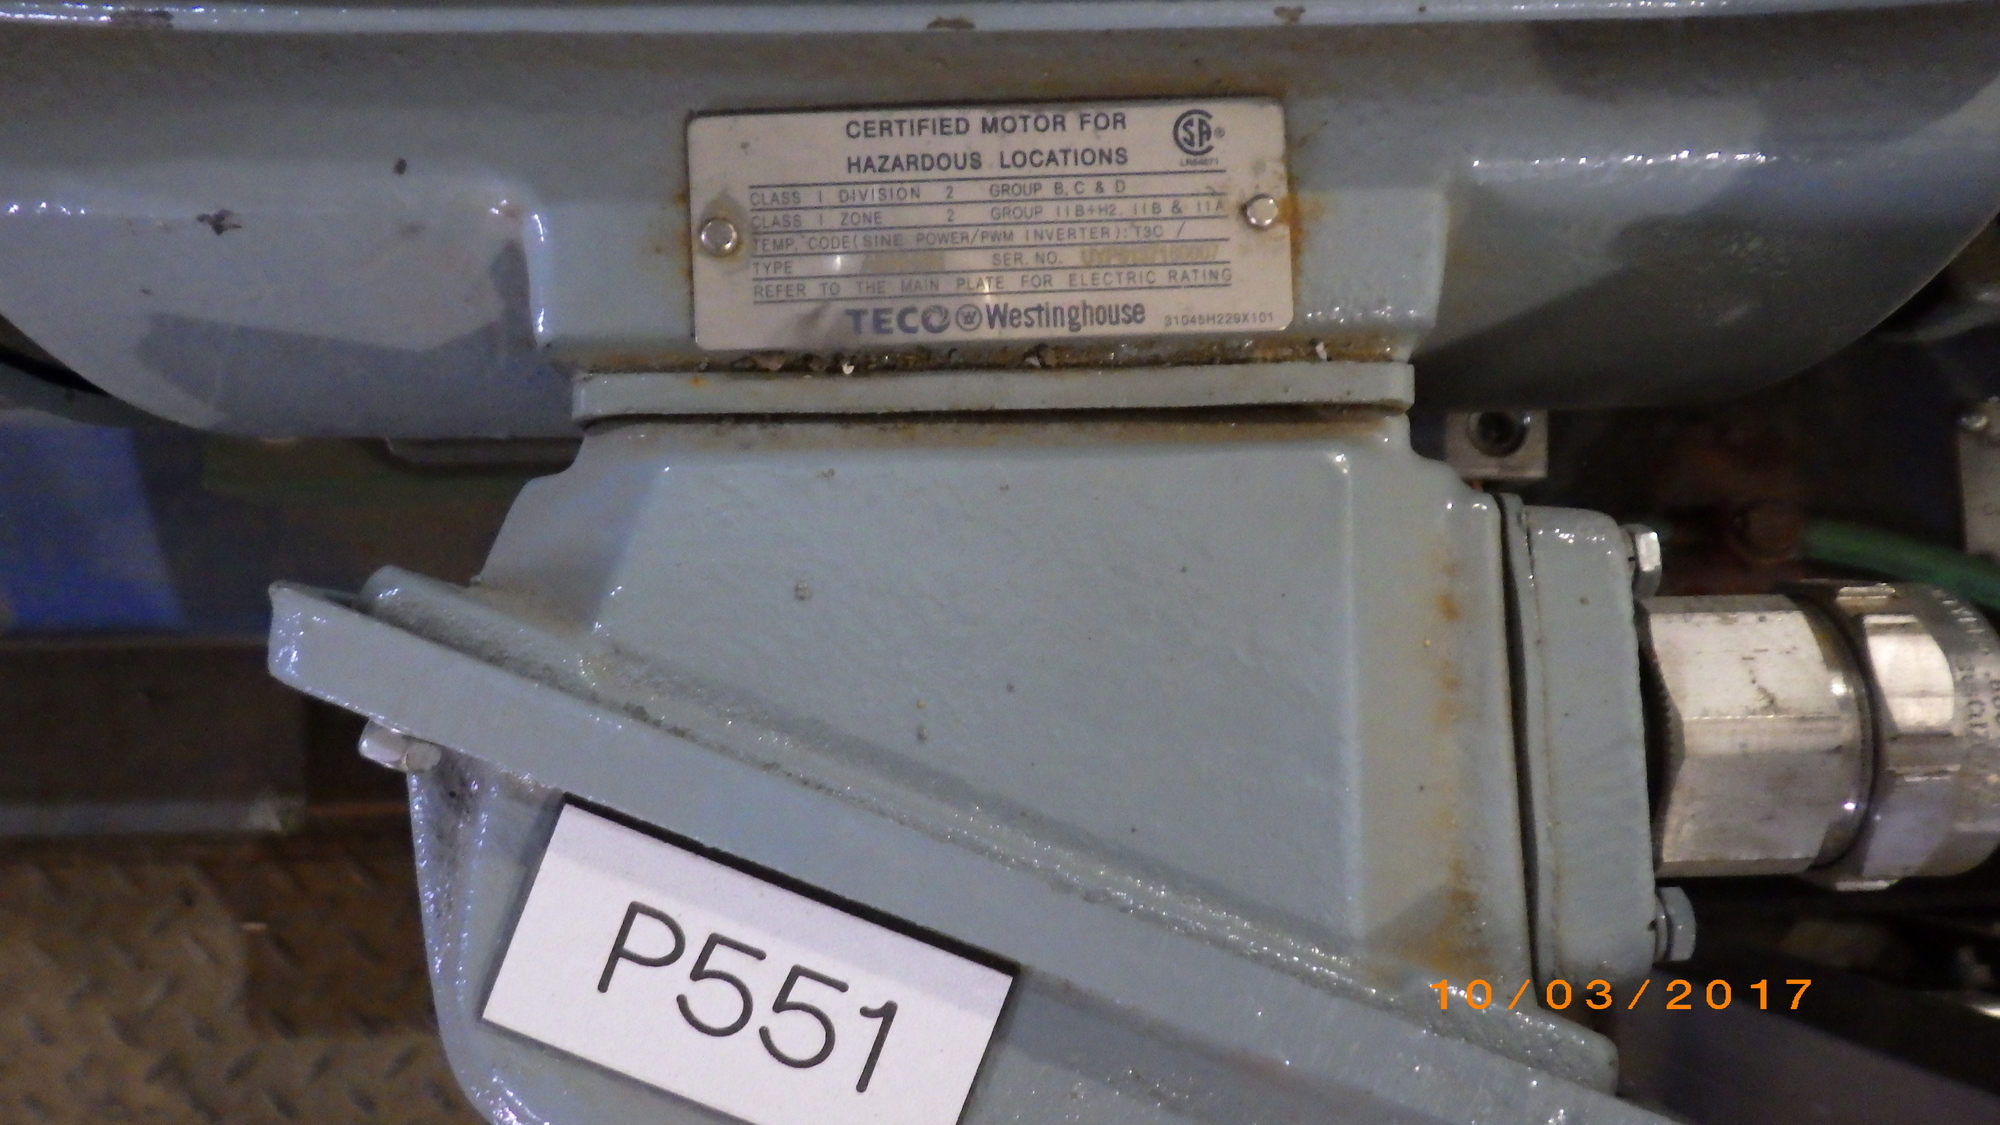 CERTIFIED MOTOR FOR
HAZARDOUS LOCATIONS
SA®
LR64671
CLASS I DIVISION 2 GROUP B, C & D
CLASS I ZONE 2 GROUP IIB+H2, IIB & IIA
TEMP. CODE(SINE POWER/PWM INVERTER): T3C /
TYPE SER. NO.
REFER TO THE MAIN PLATE FOR ELECTRIC RATING
TECO W Westinghouse 31045H229X101
P551
10/03/2017